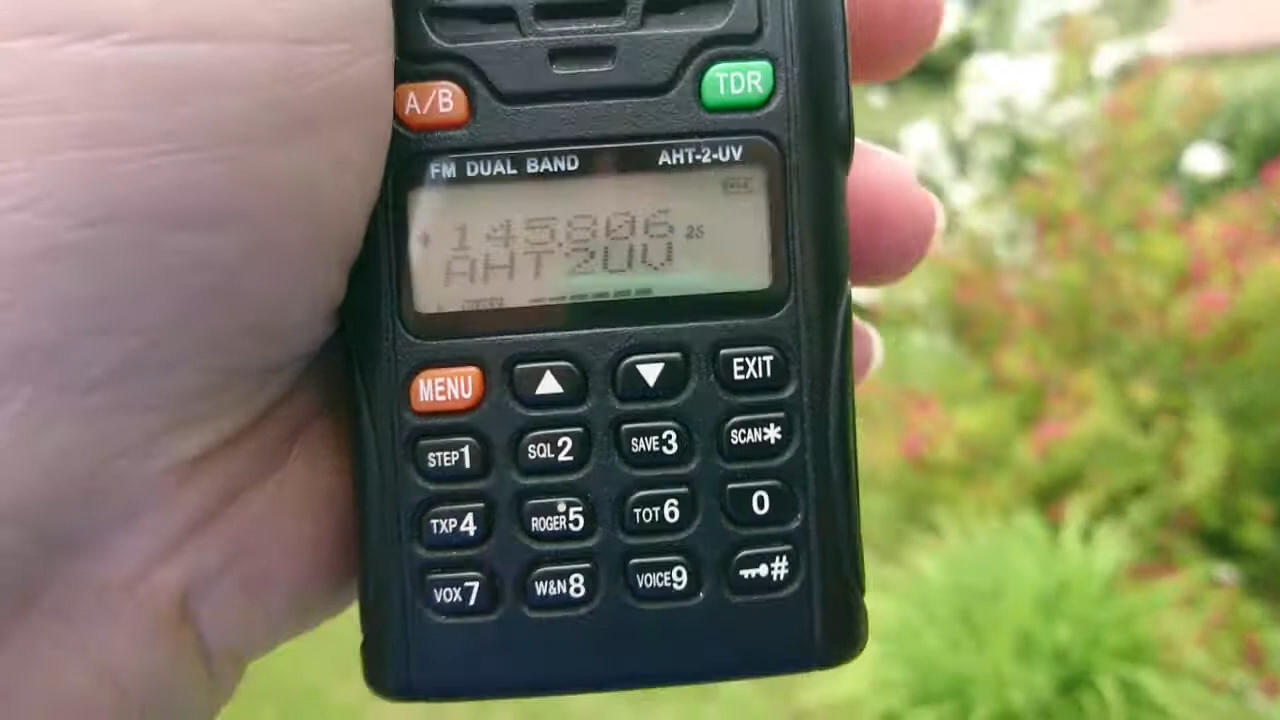 A/B TDR
FM DUAL BAND AHT-2-UV
145.806 25
AHT2UV
MENU ▲ ▼ EXIT
STEP1 SQL2 SAVE3 SCAN*
TXP4 ROGER5 TOT6 0
VOX7 W&N8 VOICE9 #